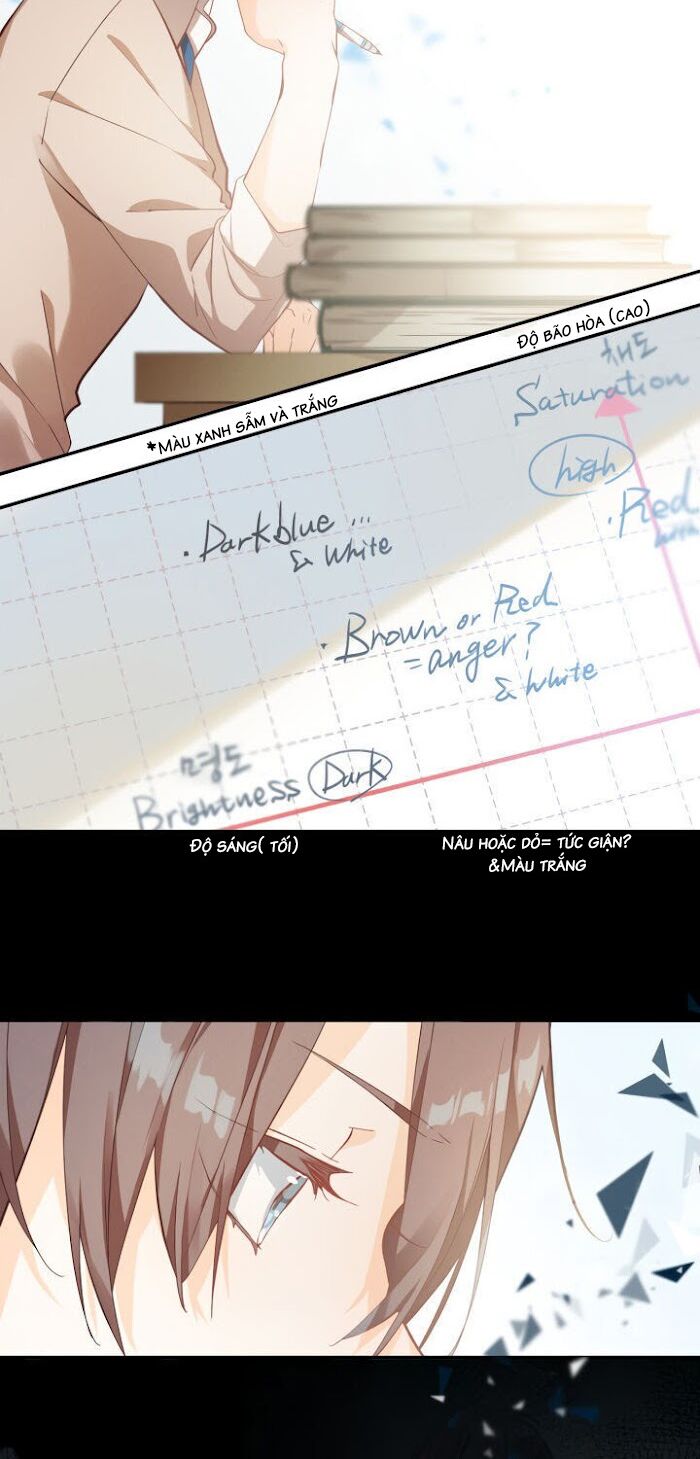 ĐỘ BÃO HÒA (CAO)
채도
Saturation
*MÀU XANH SẪM VÀ TRẮNG
high
· Red
· Darkblue ...
& White
· Brown or Red
= anger?
& White
명도
Brightness Dark
ĐỘ SÁNG( TỐI)
NÂU HOẶC DỎ= TỨC GIẬN?
&MÀU TRẮNG